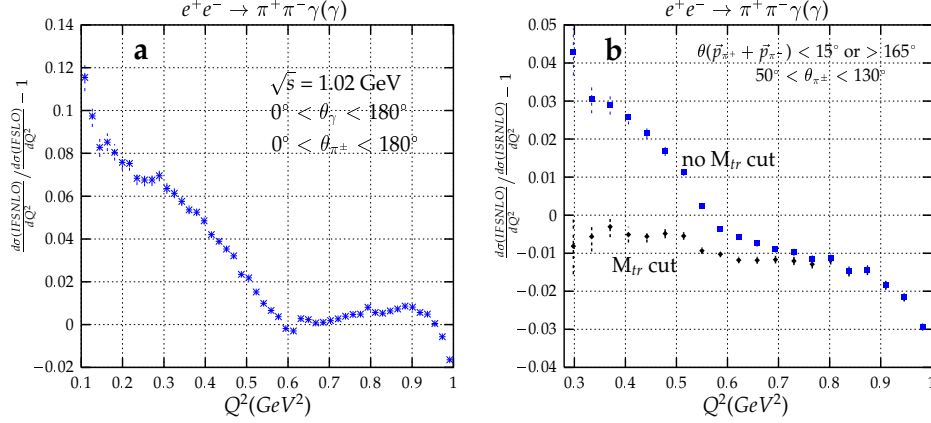 e⁺e⁻ → π⁺π⁻γ(γ)
a
√s = 1.02 GeV
0° < θγ < 180°
0° < θπ± < 180°
dσ(IFSNLO)/dQ² / dσ(IFSLO)/dQ² − 1
0.14
0.12
0.1
0.08
0.06
0.04
0.02
0
−0.02
0.1 0.2 0.3 0.4 0.5 0.6 0.7 0.8 0.9 1
Q²(GeV²)
e⁺e⁻ → π⁺π⁻γ(γ)
b
θ(p⃗π⁺ + p⃗π⁻) < 15° or > 165°
50° < θπ± < 130°
no Mtr cut
Mtr cut
dσ(IFSNLO)/dQ² / dσ(ISRNLO)/dQ² − 1
0.05
0.04
0.03
0.02
0.01
0
−0.01
−0.02
−0.03
−0.04
0.3 0.4 0.5 0.6 0.7 0.8 0.9 1
Q²(GeV²)